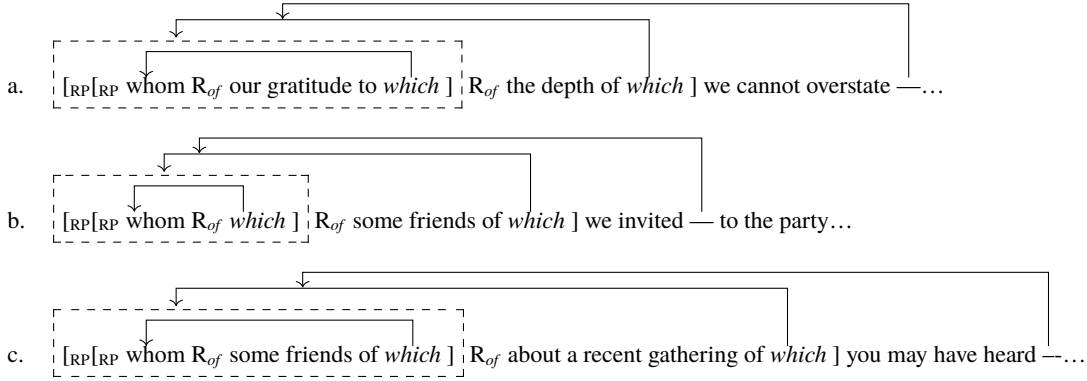 a. [RP[RP whom Rof our gratitude to which ] Rof the depth of which ] we cannot overstate —…
b. [RP[RP whom Rof which ] Rof some friends of which ] we invited — to the party…
c. [RP[RP whom Rof some friends of which ] Rof about a recent gathering of which ] you may have heard —-…